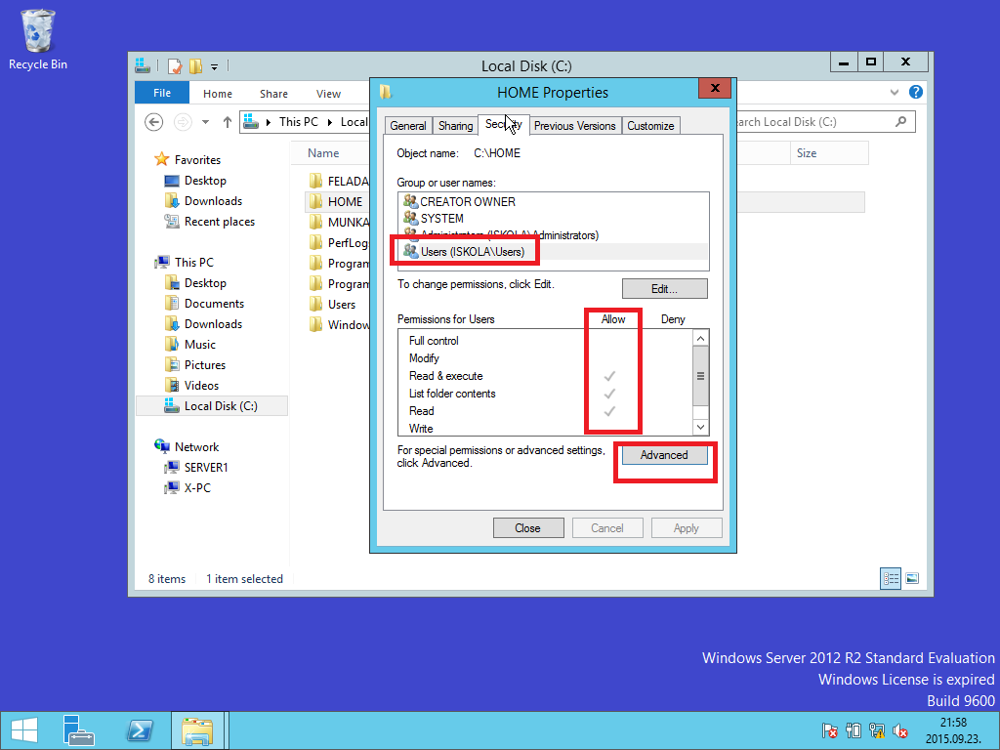 Recycle Bin
Local Disk (C:)
File
Home
Share
View
This PC
Local
arch Local Disk (C:)
Favorites
Desktop
Downloads
Recent places
This PC
Desktop
Documents
Downloads
Music
Pictures
Videos
Local Disk (C:)
Network
SERVER1
X-PC
Name
Size
FELADA
HOME
MUNKA
PerfLog
Program
Program
Users
Window
8 items
1 item selected
HOME Properties
General
Sharing
Security
Previous Versions
Customize
Object name: C:\HOME
Group or user names:
CREATOR OWNER
SYSTEM
Administrators (ISKOLA\Administrators)
Users (ISKOLA\Users)
To change permissions, click Edit.
Edit...
Permissions for Users
Allow
Deny
Full control
Modify
Read & execute
List folder contents
Read
Write
For special permissions or advanced settings,
click Advanced.
Advanced
Close
Cancel
Apply
Windows Server 2012 R2 Standard Evaluation
Windows License is expired
Build 9600
21:58
2015.09.23.